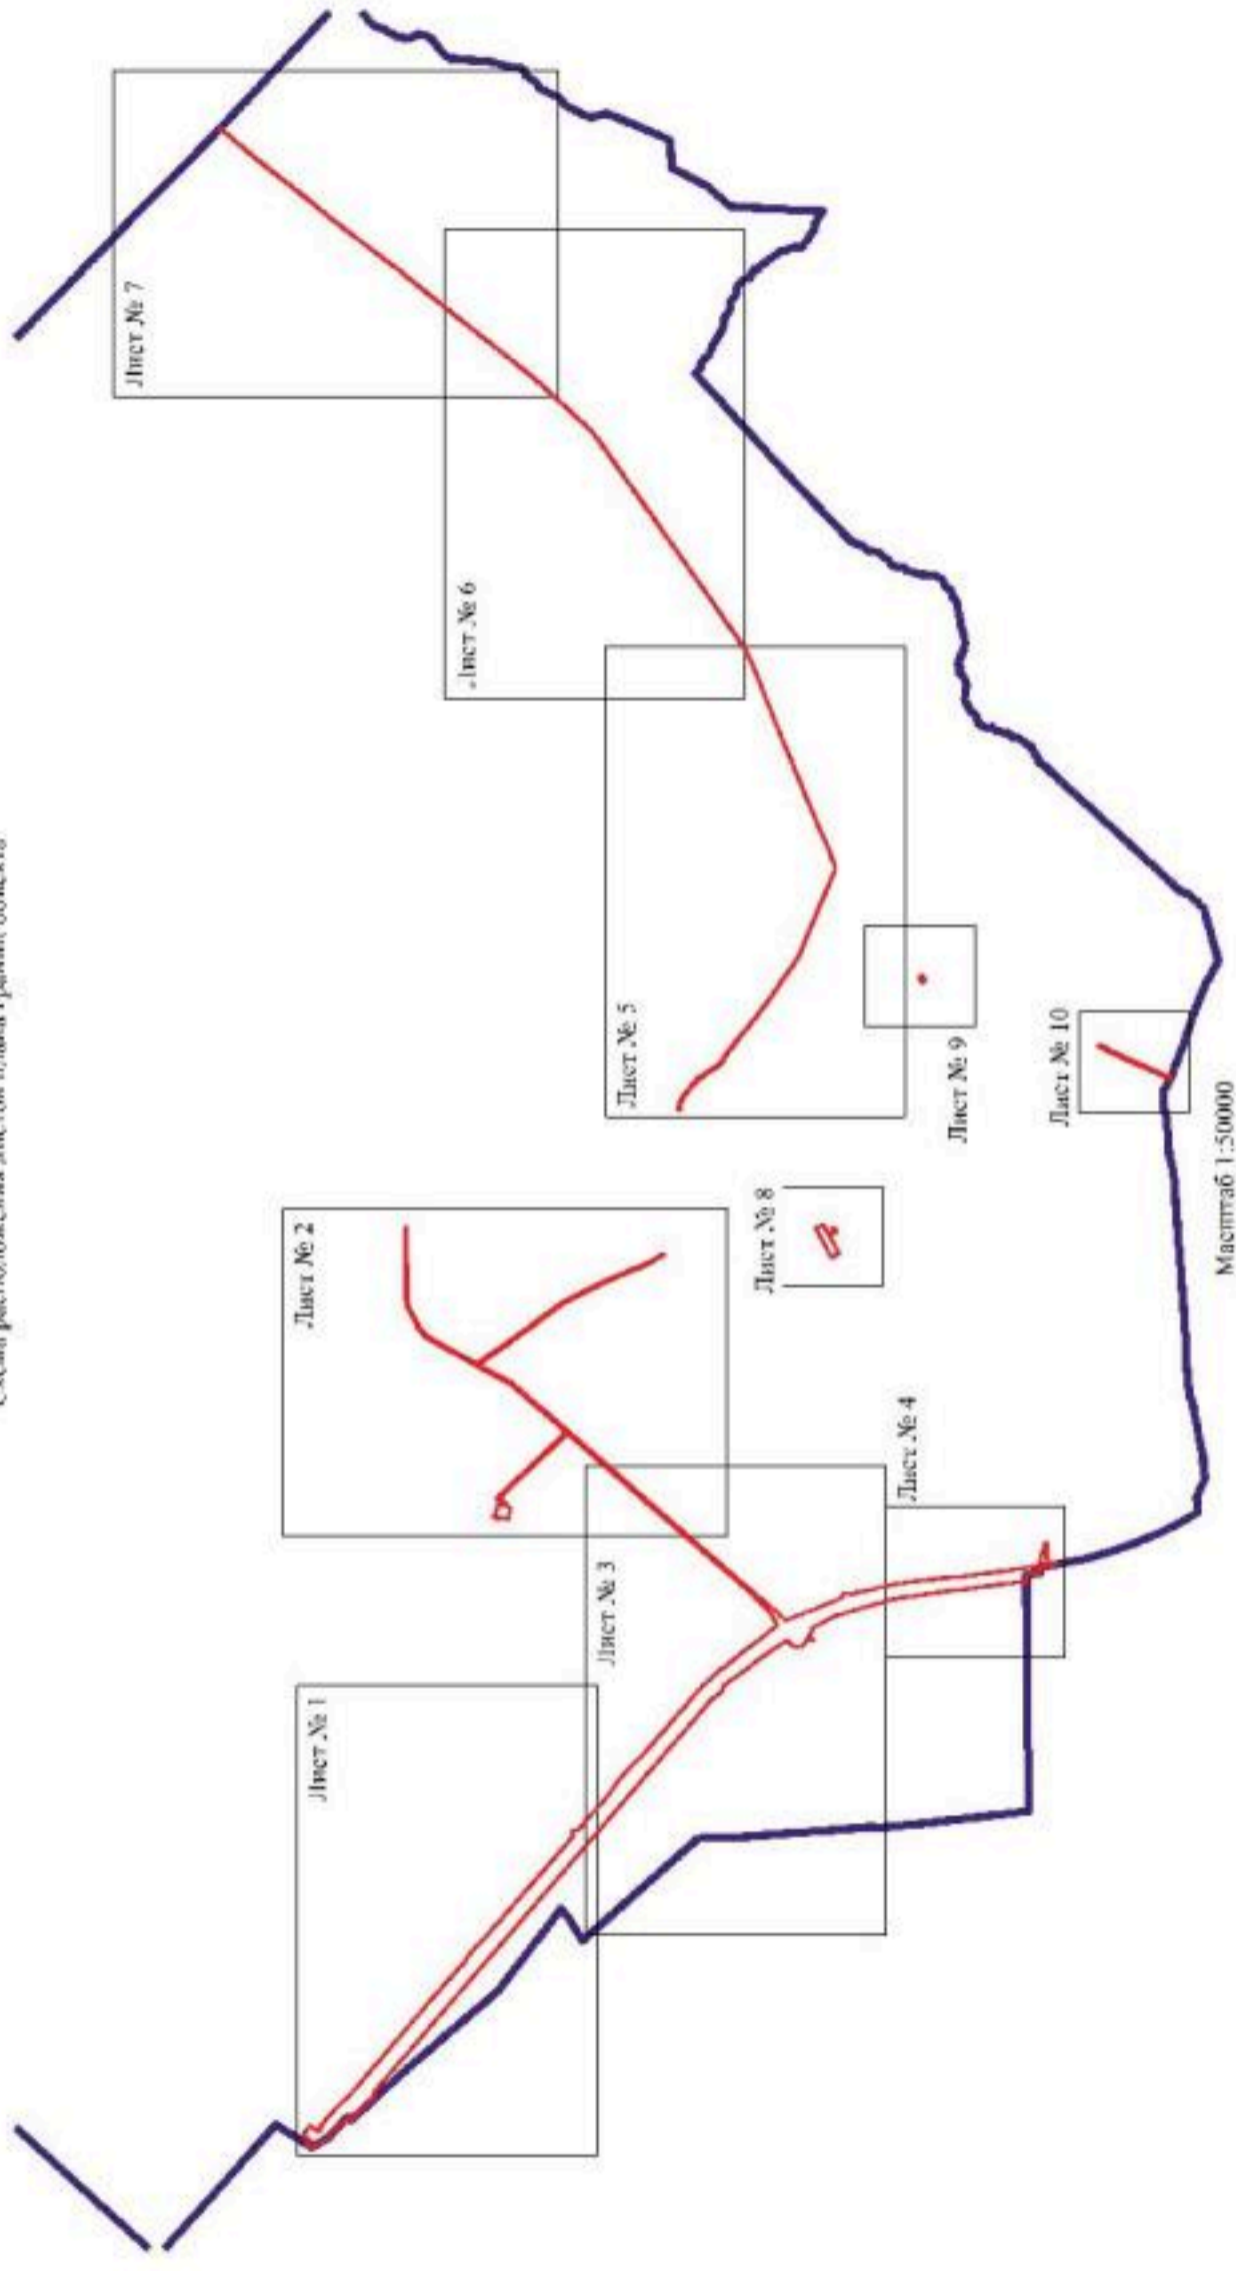 Лист № 1
Лист № 2
Лист № 3
Лист № 4
Лист № 5
Лист № 6
Лист № 7
Лист № 8
Лист № 9
Лист № 10
Масштаб 1:50000